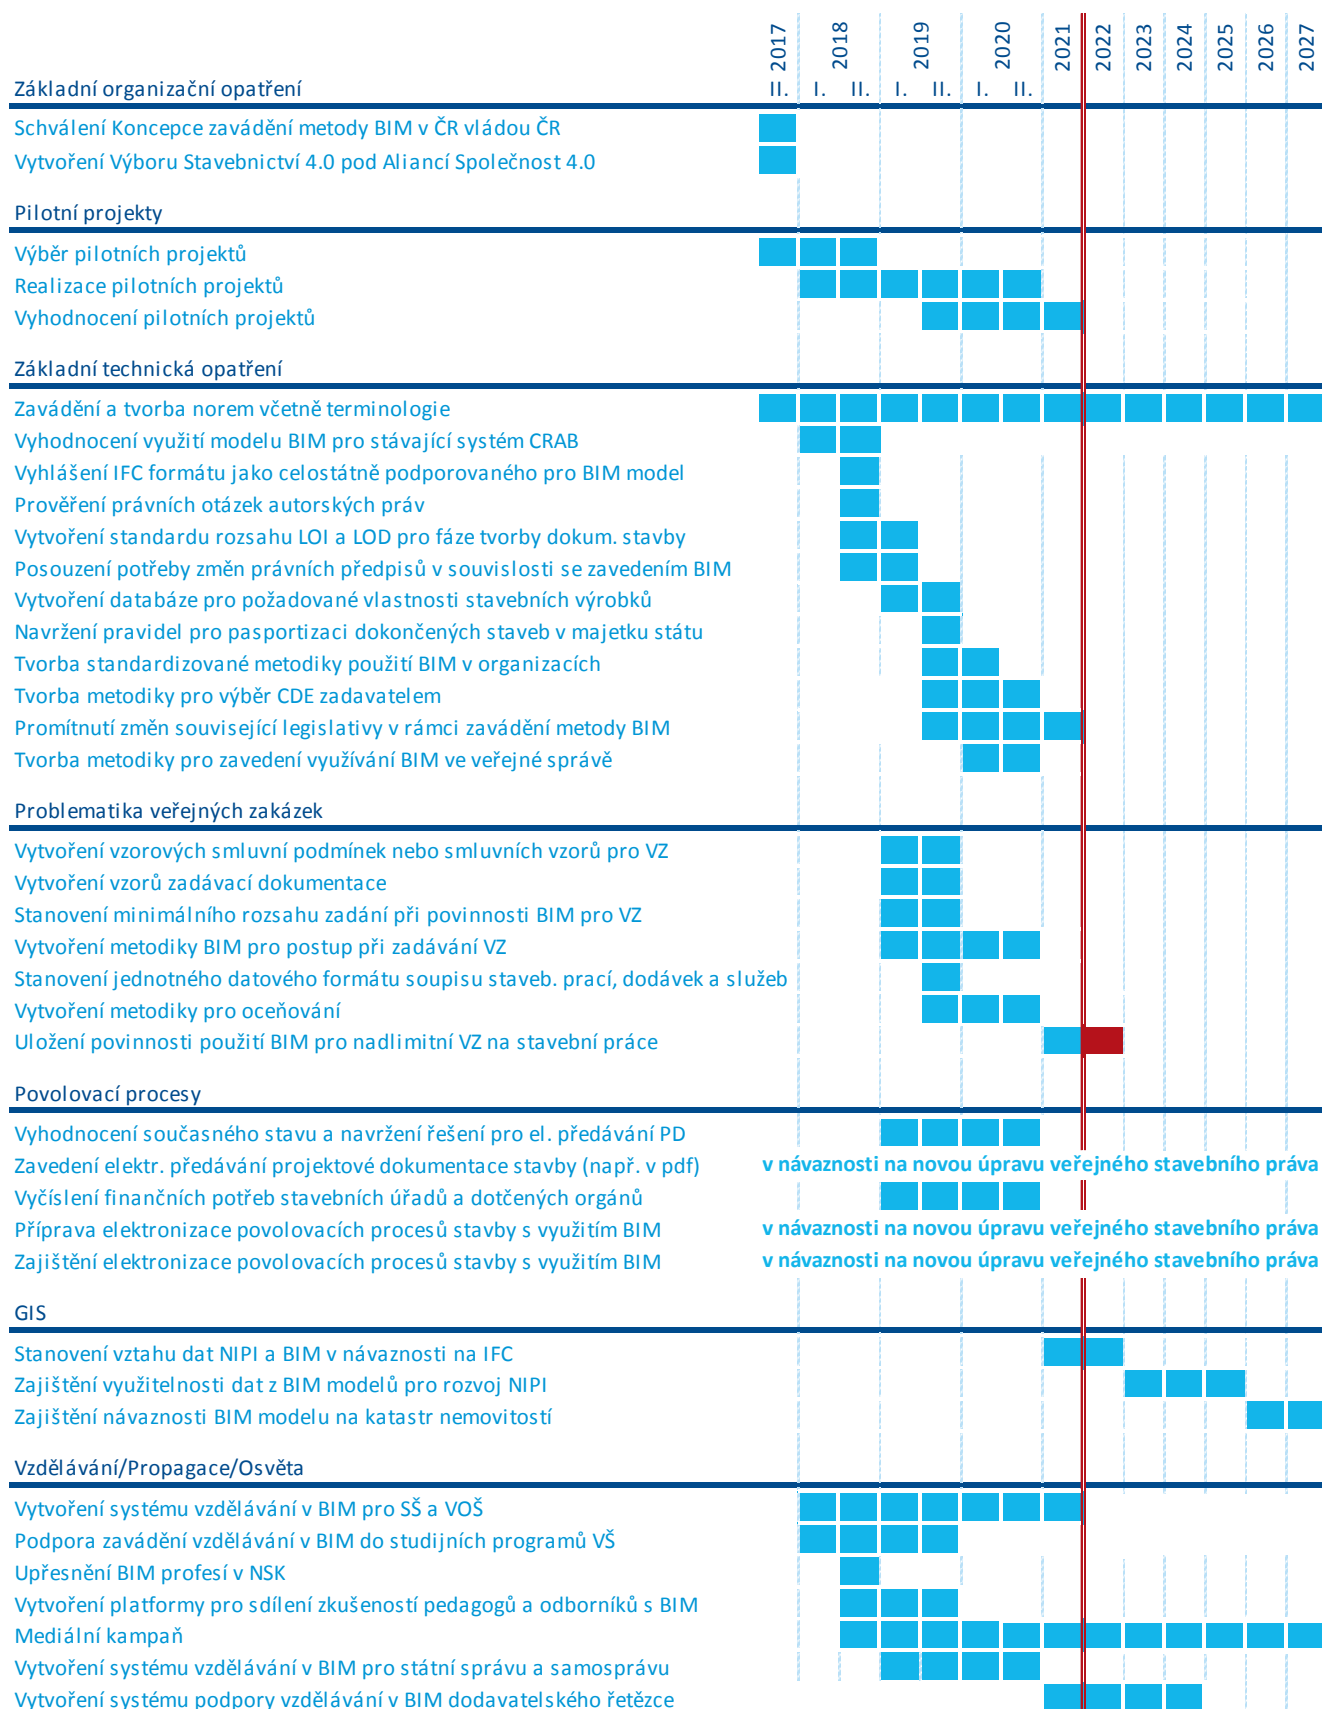 2017 2018 2019 2020 2021 2022 2023 2024 2025 2026 2027
Základní organizační opatření II. I. II. I. II. I. II.
Schválení Koncepce zavádění metody BIM v ČR vládou ČR
Vytvoření Výboru Stavebnictví 4.0 pod Aliancí Společnost 4.0
Pilotní projekty
Výběr pilotních projektů
Realizace pilotních projektů
Vyhodnocení pilotních projektů
Základní technická opatření
Zavádění a tvorba norem včetně terminologie
Vyhodnocení využití modelu BIM pro stávající systém CRAB
Vyhlášení IFC formátu jako celostátně podporovaného pro BIM model
Prověření právních otázek autorských práv
Vytvoření standardu rozsahu LOI a LOD pro fáze tvorby dokum. stavby
Posouzení potřeby změn právních předpisů v souvislosti se zavedením BIM
Vytvoření databáze pro požadované vlastnosti stavebních výrobků
Navržení pravidel pro pasportizaci dokončených staveb v majetku státu
Tvorba standardizované metodiky použití BIM v organizacích
Tvorba metodiky pro výběr CDE zadavatelem
Promítnutí změn související legislativy v rámci zavádění metody BIM
Tvorba metodiky pro zavedení využívání BIM ve veřejné správě
Problematika veřejných zakázek
Vytvoření vzorových smluvní podmínek nebo smluvních vzorů pro VZ
Vytvoření vzorů zadávací dokumentace
Stanovení minimálního rozsahu zadání při povinnosti BIM pro VZ
Vytvoření metodiky BIM pro postup při zadávání VZ
Stanovení jednotného datového formátu soupisu staveb. prací, dodávek a služeb
Vytvoření metodiky pro oceňování
Uložení povinnosti použití BIM pro nadlimitní VZ na stavební práce
Povolovací procesy
Vyhodnocení současného stavu a navržení řešení pro el. předávání PD
Zavedení elektr. předávání projektové dokumentace stavby (např. v pdf) v návaznosti na novou úpravu veřejného stavebního práva
Vyčíslení finančních potřeb stavebních úřadů a dotčených orgánů
Příprava elektronizace povolovacích procesů stavby s využitím BIM v návaznosti na novou úpravu veřejného stavebního práva
Zajištění elektronizace povolovacích procesů stavby s využitím BIM v návaznosti na novou úpravu veřejného stavebního práva
GIS
Stanovení vztahu dat NIPI a BIM v návaznosti na IFC
Zajištění využitelnosti dat z BIM modelů pro rozvoj NIPI
Zajištění návaznosti BIM modelu na katastr nemovitostí
Vzdělávání/Propagace/Osvěta
Vytvoření systému vzdělávání v BIM pro SŠ a VOŠ
Podpora zavádění vzdělávání v BIM do studijních programů VŠ
Upřesnění BIM profesí v NSK
Vytvoření platformy pro sdílení zkušeností pedagogů a odborníků s BIM
Mediální kampaň
Vytvoření systému vzdělávání v BIM pro státní správu a samosprávu
Vytvoření systému podpory vzdělávání v BIM dodavatelského řetězce